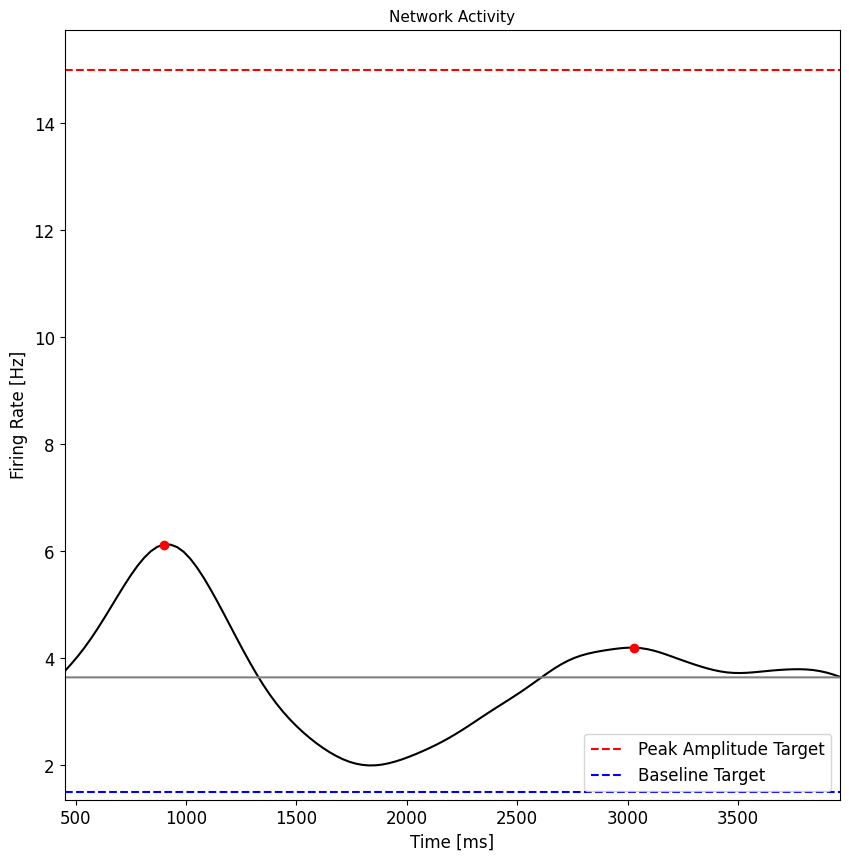 Network Activity
Firing Rate [Hz]
14
12
10
8
6
4
2
Peak Amplitude Target
Baseline Target
500
1000
1500
2000
2500
3000
3500
Time [ms]